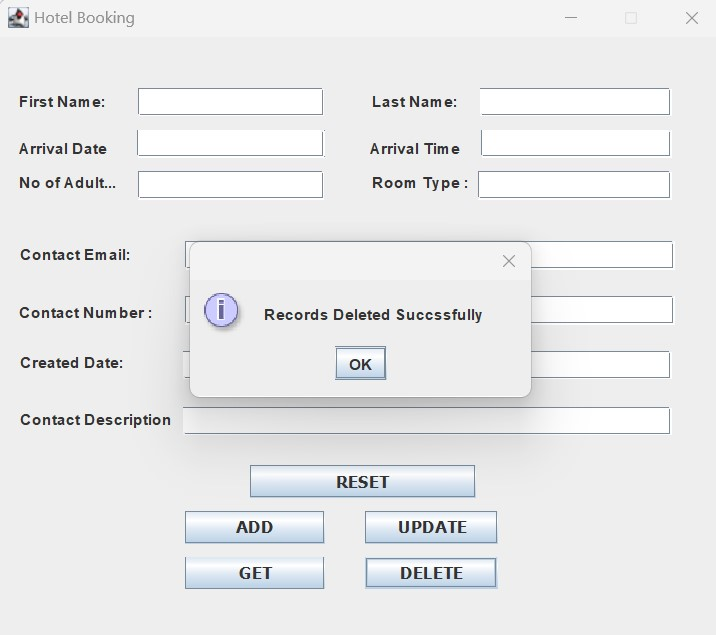 Hotel Booking
First Name:
Last Name:
Arrival Date
Arrival Time
No of Adult...
Room Type :
Contact Email:
i
Records Deleted Succssfully
Contact Number :
OK
Created Date:
Contact Description
RESET
ADD
UPDATE
GET
DELETE